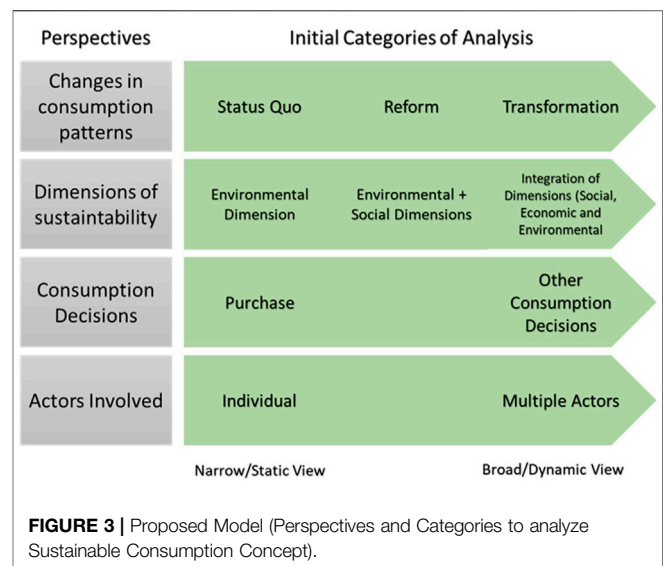 Perspectives
Initial Categories of Analysis
Changes in
consumption
patterns
Status Quo
Reform
Transformation
Dimensions of
sustaintability
Environmental
Dimension
Environmental +
Social Dimensions
Integration of
Dimensions (Social,
Economic and
Environmental
Consumption
Decisions
Purchase
Other
Consumption
Decisions
Actors Involved
Individual
Multiple Actors
Narrow/Static View
Broad/Dynamic View
FIGURE 3 | Proposed Model (Perspectives and Categories to analyze
Sustainable Consumption Concept).